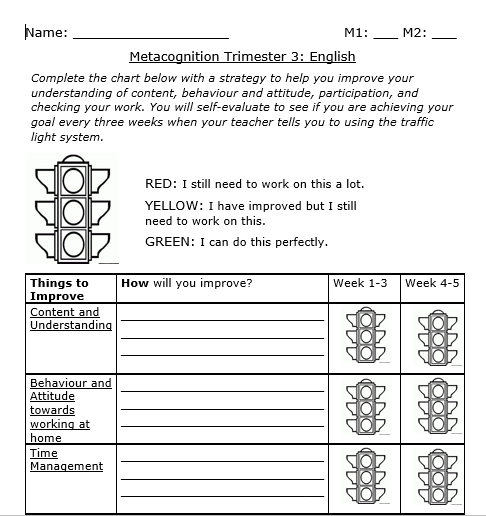 Name: ______________________ M1: ___ M2: ___
Metacognition Trimester 3: English
Complete the chart below with a strategy to help you improve your
understanding of content, behaviour and attitude, participation, and
checking your work. You will self-evaluate to see if you are achieving your
goal every three weeks when your teacher tells you to using the traffic
light system.
RED: I still need to work on this a lot.
YELLOW: I have improved but I still
need to work on this.
GREEN: I can do this perfectly.
Things to
Improve
How will you improve?
Week 1-3
Week 4-5
Content and
Understanding
Behaviour and
Attitude
towards
working at
home
Time
Management